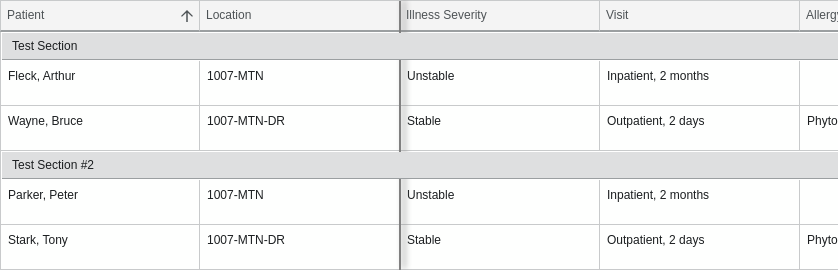 Patient Location Illness Severity Visit
Test Section
Fleck, Arthur 1007-MTN Unstable Inpatient, 2 months
Wayne, Bruce 1007-MTN-DR Stable Outpatient, 2 days Phyto
Test Section #2
Parker, Peter 1007-MTN Unstable Inpatient, 2 months
Stark, Tony 1007-MTN-DR Stable Outpatient, 2 days Phyto